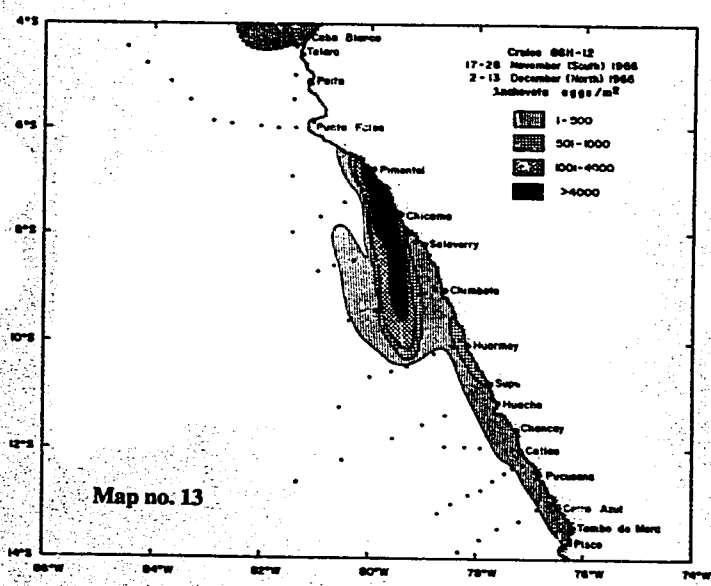 4°S
6°S
8°S
10°S
12°S
14°S
Cabo Blanco
Talara
Paita
Punta Falsa
Pimentel
Chicama
Salaverry
Chimbote
Huarmey
Supe
Huacho
Chancay
Callao
Pucusana
Cerro Azul
Tambo de Mora
Pisco
Cruise 6611-12
17-28 November (South) 1966
2-13 December (North) 1966
Anchoveta eggs/m²
1-500
501-1000
1001-4000
>4000
Map no. 13
86°W
84°W
82°W
80°W
78°W
76°W
74°W